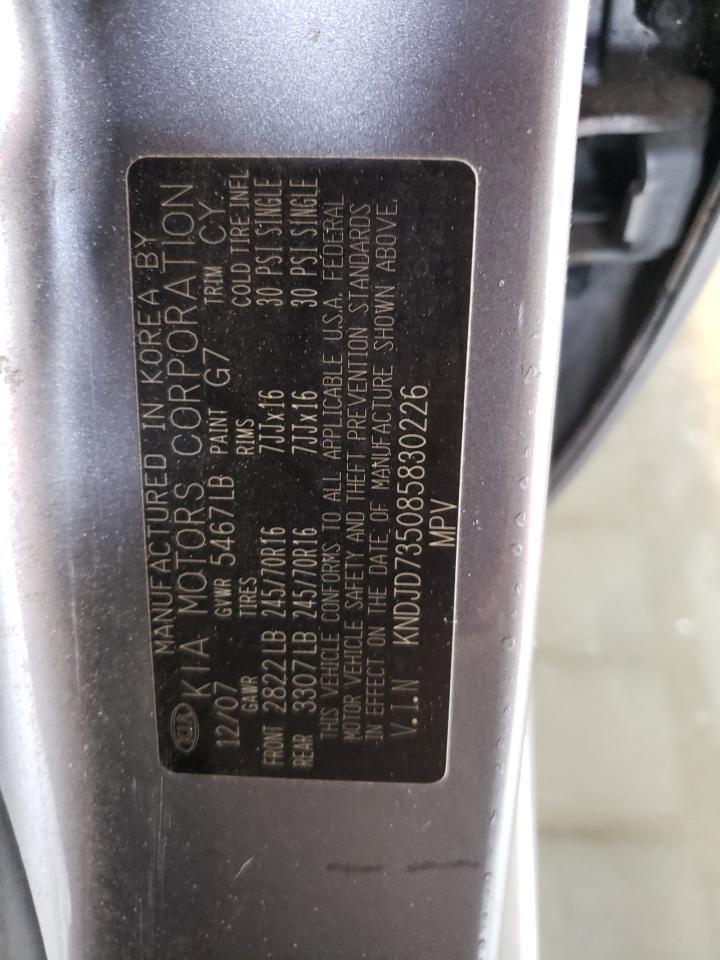 KIA MANUFACTURED IN KOREA BY
KIA MOTORS CORPORATION
12/07 GVWR 5467LB PAINT G7 TRIM CY
GAWR TIRES RIMS COLD TIRE INFL
FRONT 2822LB 245/70R16 7JJx16 30 PSI SINGLE
REAR 3307LB 245/70R16 7JJx16 30 PSI SINGLE
THIS VEHICLE CONFORMS TO ALL APPLICABLE U.S.A. FEDERAL
MOTOR VEHICLE SAFETY AND THEFT PREVENTION STANDARDS
IN EFFECT ON THE DATE OF MANUFACTURE SHOWN ABOVE.
V.I.N KNDJD735085830226
MPV